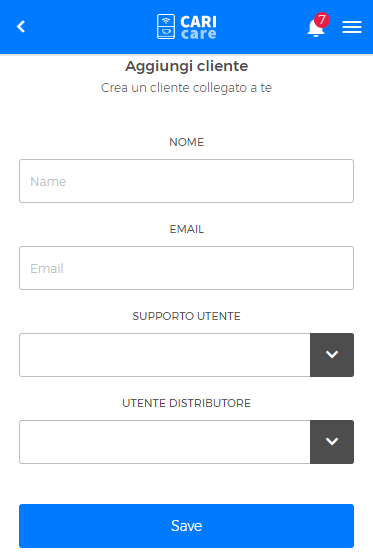 CARI
care
7
Aggiungi cliente
Crea un cliente collegato a te
NOME
Name
EMAIL
Email
SUPPORTO UTENTE
UTENTE DISTRIBUTORE
Save